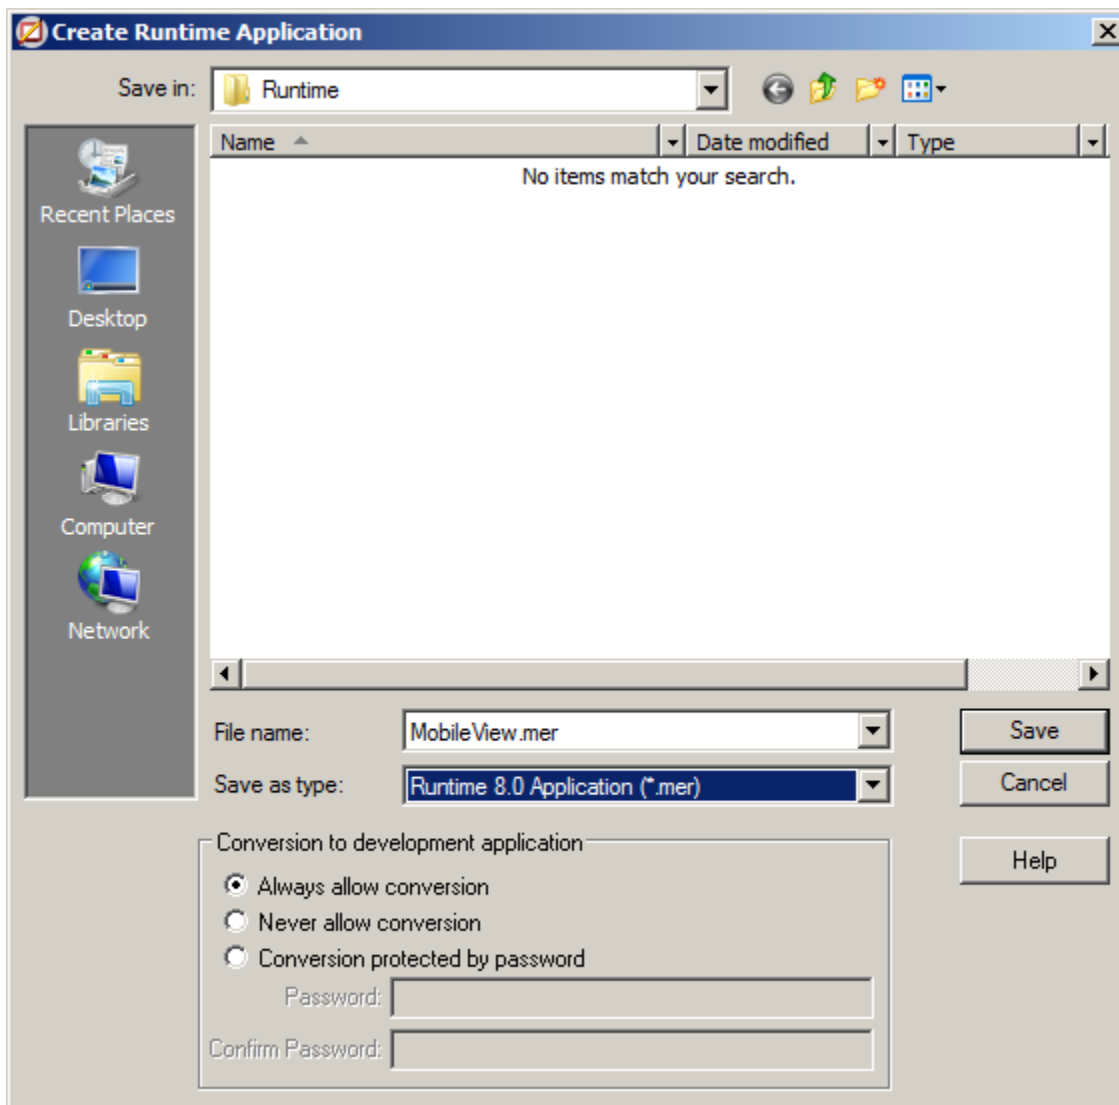 Create Runtime Application
Save in: Runtime
Name Date modified Type
No items match your search.
Recent Places
Desktop
Libraries
Computer
Network
File name: MobileView.mer Save
Save as type: Runtime 8.0 Application (*.mer) Cancel
Conversion to development application
Help
Always allow conversion
Never allow conversion
Conversion protected by password
Password:
Confirm Password: